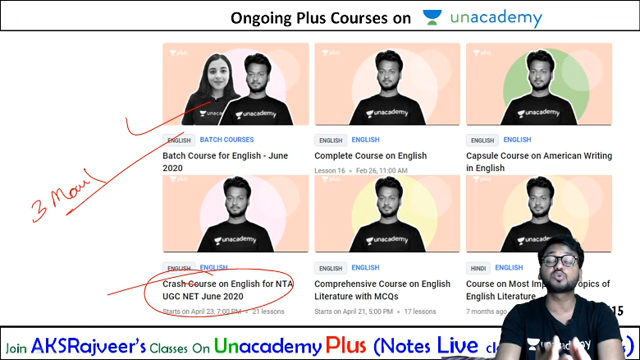 Ongoing Plus Courses on unacademy
plus
plus
plus
unacademy
unacademy
unacademy
ENGLISH BATCH COURSES
ENGLISH ENGLISH
ENGLISH ENGLISH
Batch Course for English - June
2020
Complete Course on English
Lesson 16 • Feb 26, 11:00 AM
Capsule Course on American Writing
in English
3 Mon
unacademy
unacademy
unacademy
ENGLISH ENGLISH
ENGLISH ENGLISH
HINDI ENGLISH
Crash Course on English for NTA
UGC NET June 2020
Starts on April 23, 7:00 PM • 21 lessons
Comprehensive Course on English
Literature with MCQs
Starts on April 21, 5:00 PM • 17 lessons
Course on Most Topics of
English Literature
7 months ago
15
Join AKSRajveer's Classes On Unacademy Plus (Notes Live